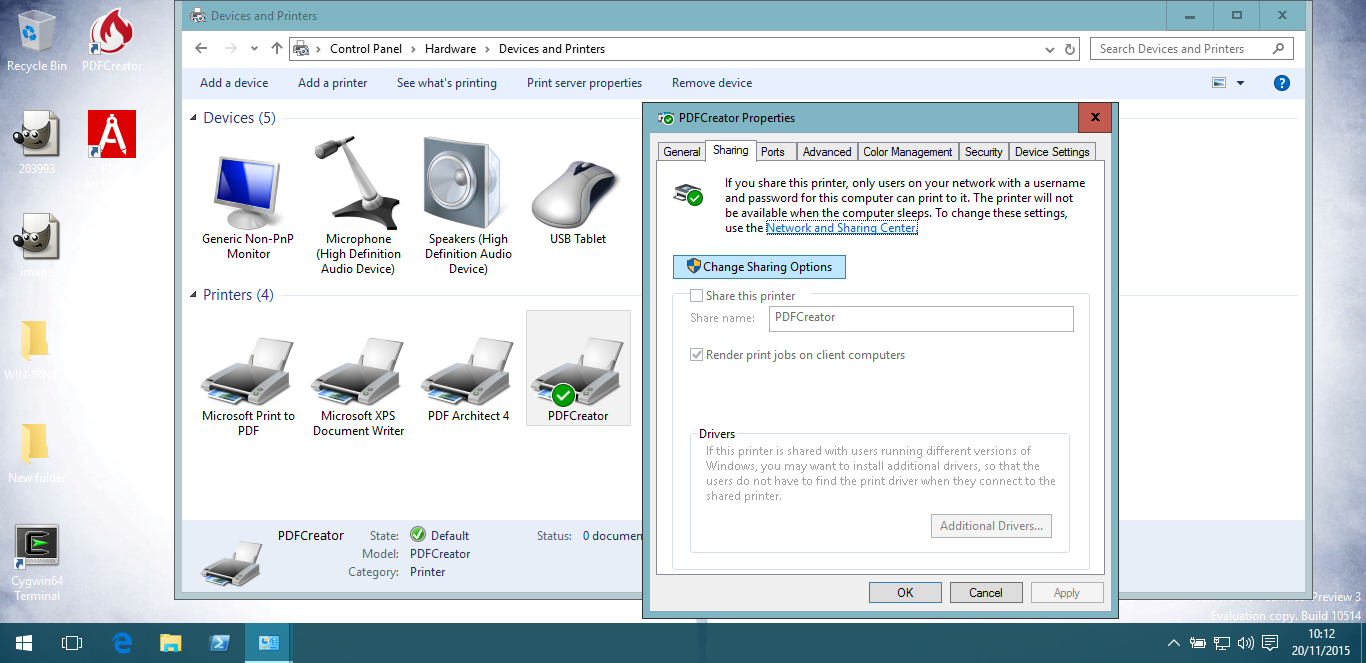 Recycle Bin
PDFCreator
203993
image
New folder
Cygwin64
Terminal
Devices and Printers
Control Panel
Hardware
Devices and Printers
Search Devices and Printers
Add a device
Add a printer
See what's printing
Print server properties
Remove device
Devices (5)
Generic Non-PnP
Monitor
Microphone
(High Definition
Audio Device)
Speakers (High
Definition Audio
Device)
USB Tablet
Printers (4)
Microsoft Print to
PDF
Microsoft XPS
Document Writer
PDF Architect 4
PDFCreator
PDFCreator
State: Default
Model: PDFCreator
Category: Printer
Status: 0 documen
PDFCreator Properties
General Sharing Ports Advanced Color Management Security Device Settings
If you share this printer, only users on your network with a username
and password for this computer can print to it. The printer will not
be available when the computer sleeps. To change these settings,
use the Network and Sharing Center.
Change Sharing Options
Share this printer
Share name: PDFCreator
Render print jobs on client computers
Drivers
If this printer is shared with users running different versions of
Windows, you may want to install additional drivers, so that the
users do not have to find the print driver when they connect to the
shared printer.
Additional Drivers...
OK
Cancel
Apply
Preview 3
Evaluation copy. Build 10514
10:12
20/11/2015